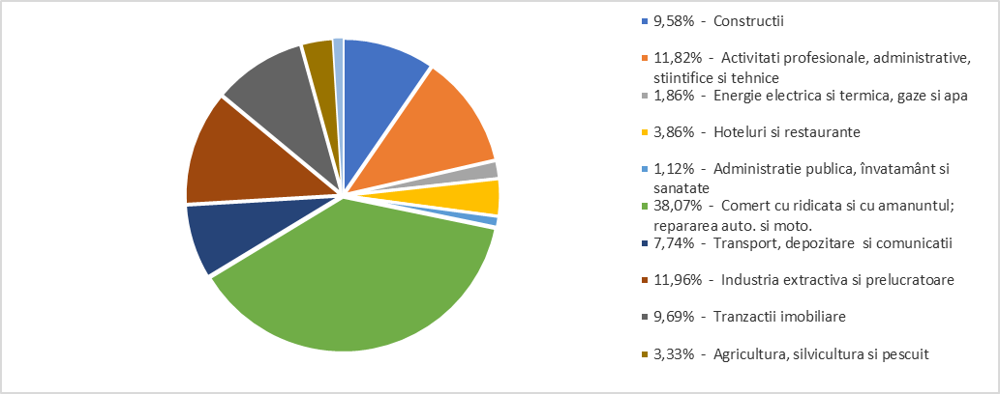 9,58% - Constructii
11,82% - Activitati profesionale, administrative,
stiintifice si tehnice
1,86% - Energie electrica si termica, gaze si apa
3,86% - Hoteluri si restaurante
1,12% - Administratie publica, învatamânt si
sanatate
38,07% - Comert cu ridicata si cu amanuntul;
repararea auto. si moto.
7,74% - Transport, depozitare si comunicatii
11,96% - Industria extractiva si prelucratoare
9,69% - Tranzactii imobiliare
3,33% - Agricultura, silvicultura si pescuit